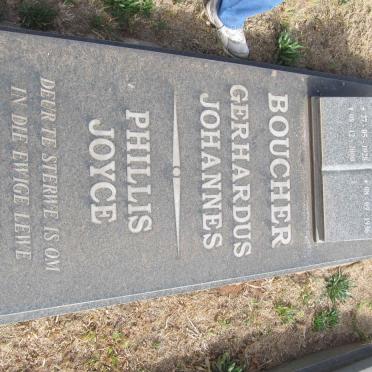 BOUCHER
GERHARDUS
JOHANNES
PHILLIS
JOYCE
DEUR TE STERWE IS OM
IN DIE EWIGE LEWE